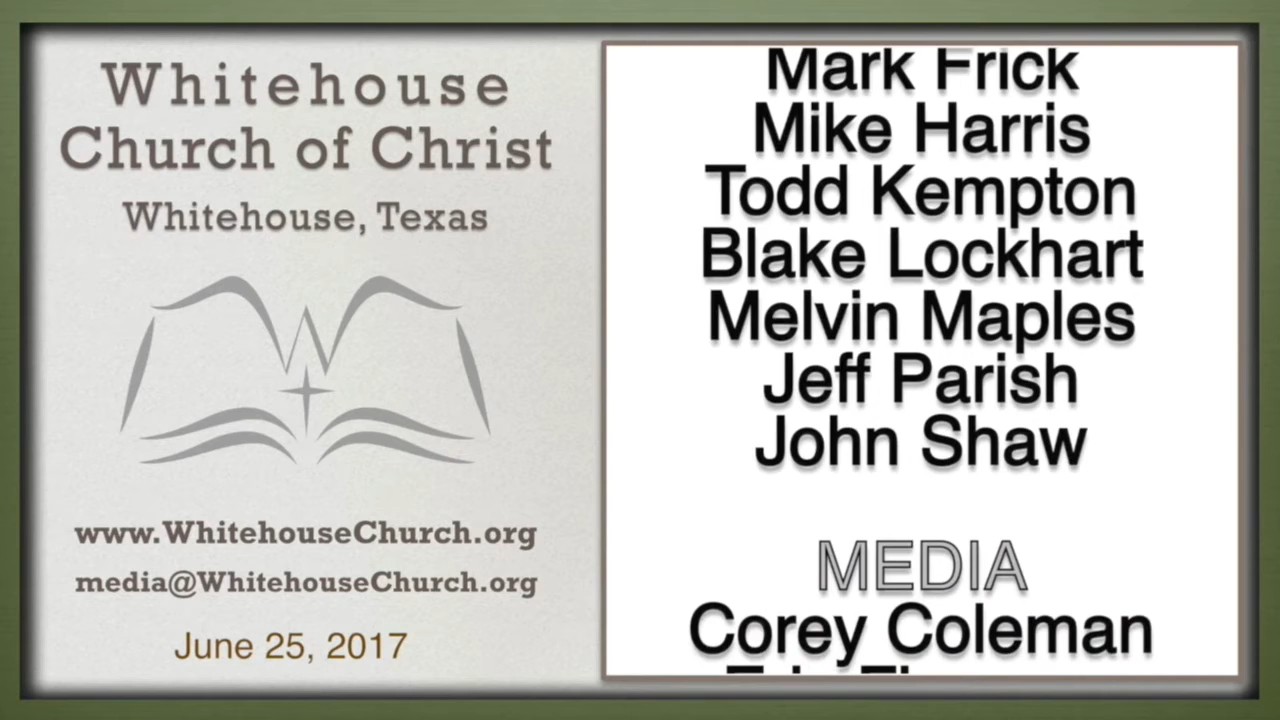 Whitehouse
Church of Christ
Whitehouse, Texas
www.WhitehouseChurch.org
media@WhitehouseChurch.org
June 25, 2017
Mark Frick
Mike Harris
Todd Kempton
Blake Lockhart
Melvin Maples
Jeff Parish
John Shaw
MEDIA
Corey Coleman